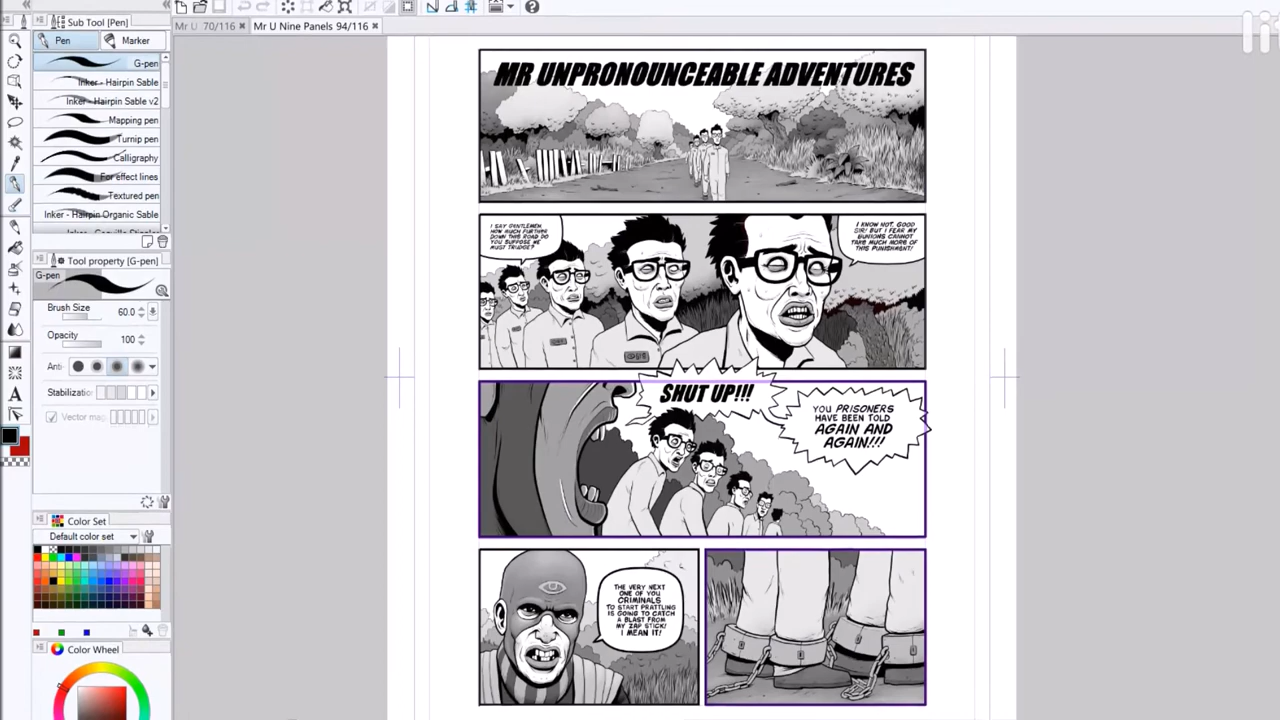 Sub Tool [Pen]
Mr U 70/116
Mr U Nine Panels 94/116
Pen
Marker
G-pen
Inker - Hairpin Sable
Inker - Hairpin Sable v2
Mapping pen
Turnip pen
Calligraphy
For effect lines
Textured pen
Inker - Hairpin Organic Sable
Tool property [G-pen]
G-pen
Brush Size 60.0
Opacity 100
Anti-
Stabilization
Vector mag
Color Set
Default color set
Color Wheel
MR UNPRONOUNCEABLE ADVENTURES
I SAY GENTLEMEN,
HOW MUCH FURTHER
DOWN THIS ROAD DO
YOU SUPPOSE WE
MUST TRUDGE?
I KNOW NOT, GOOD
SIR! BUT I FEAR MY
BUNIONS CANNOT
TAKE MUCH MORE OF
THIS PUNISHMENT!
SHUT UP!!!
YOU PRISONERS
HAVE BEEN TOLD
AGAIN AND
AGAIN!!!
THE VERY NEXT
ONE OF YOU
CRIMINALS
TO START PRATTLING
IS GOING TO CATCH
A BLAST FROM
MY ZAP STICK!
I MEAN IT!